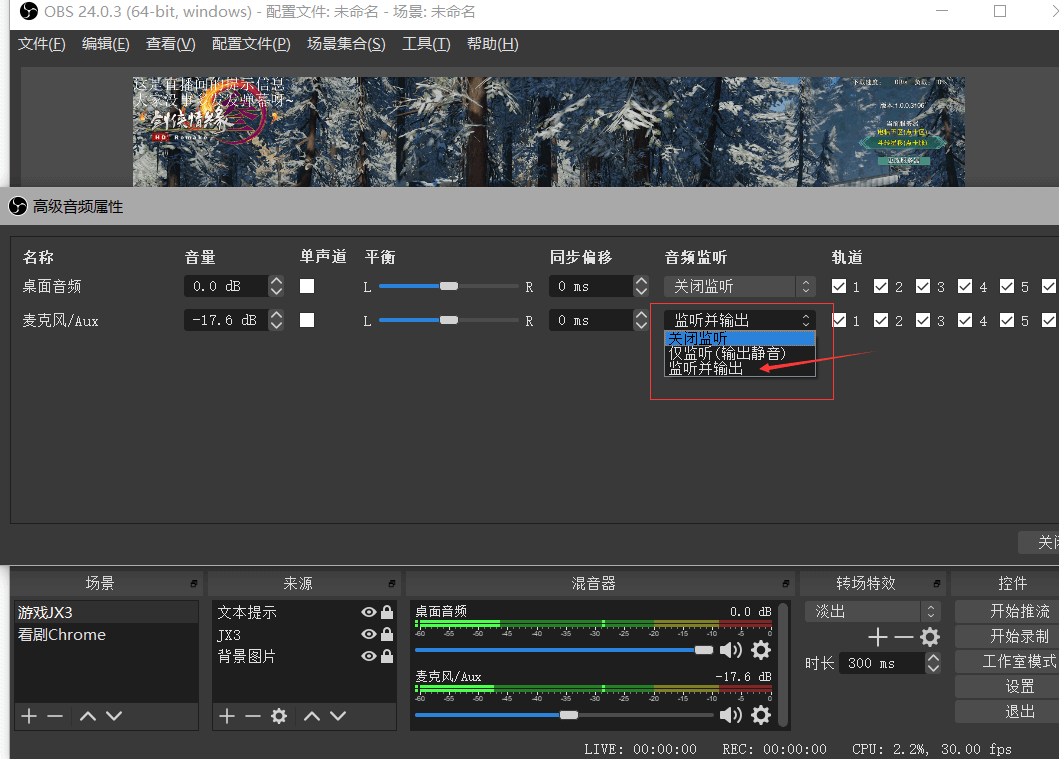 OBS 24.0.3 (64-bit, windows) - 配置文件: 未命名 - 场景: 未命名
文件(F) 编辑(E) 查看(V) 配置文件(P) 场景集合(S) 工具(T) 帮助(H)
这是直播间的提示信息
大家没事多发发弹幕呀~
剑侠情缘
HD Remake
高级音频属性
名称 音量 单声道 平衡 同步偏移 音频监听 轨道
桌面音频 0.0 dB L R 0 ms 关闭监听 1 2 3 4 5
麦克风/Aux -17.6 dB L R 0 ms 监听并输出 1 2 3 4 5
关闭监听
仅监听(输出静音)
监听并输出
场景 来源 混音器 转场特效 控件
游戏JX3 文本提示 桌面音频 0.0 dB 淡出 开始推流
-60 -55 -50 -45 -40 -35 -30 -25 -20 -15 -10 -5 0
看剧Chrome JX3 开始录制
背景图片 时长 300 ms 工作室模式
麦克风/Aux -17.6 dB 设置
-60 -55 -50 -45 -40 -35 -30 -25 -20 -15 -10 -5 0
退出
LIVE: 00:00:00 REC: 00:00:00 CPU: 2.2%, 30.00 fps